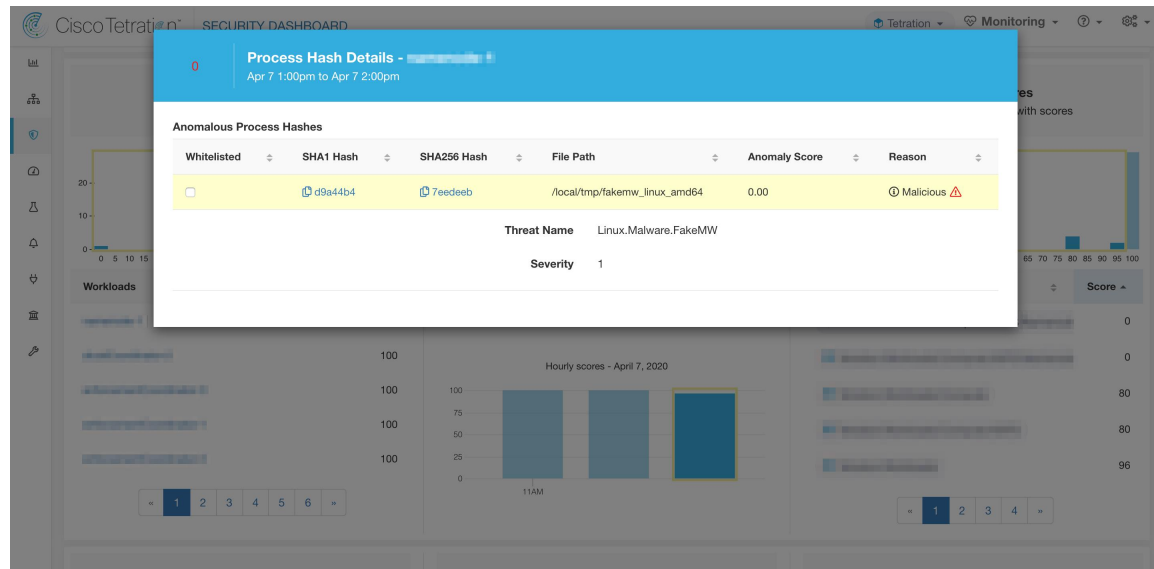 Cisco Tetration™ SECURITY DASHBOARD
Tetration
Monitoring
0
Process Hash Details -
Apr 7 1:00pm to Apr 7 2:00pm
with scores
Anomalous Process Hashes
Whitelisted SHA1 Hash SHA256 Hash File Path Anomaly Score Reason
d9a44b4 7eedeeb /local/tmp/fakemw_linux_amd64 0.00 Malicious
Threat Name Linux.Malware.FakeMW
Severity 1
20
10
0
0 5 10 15
65 70 75 80 85 90 95 100
Workloads
Score
0
100
100
100
100
Hourly scores - April 7, 2020
100
75
50
25
0
11AM
0
80
80
96
« 1 2 3 4 5 6 »
« 1 2 3 4 »